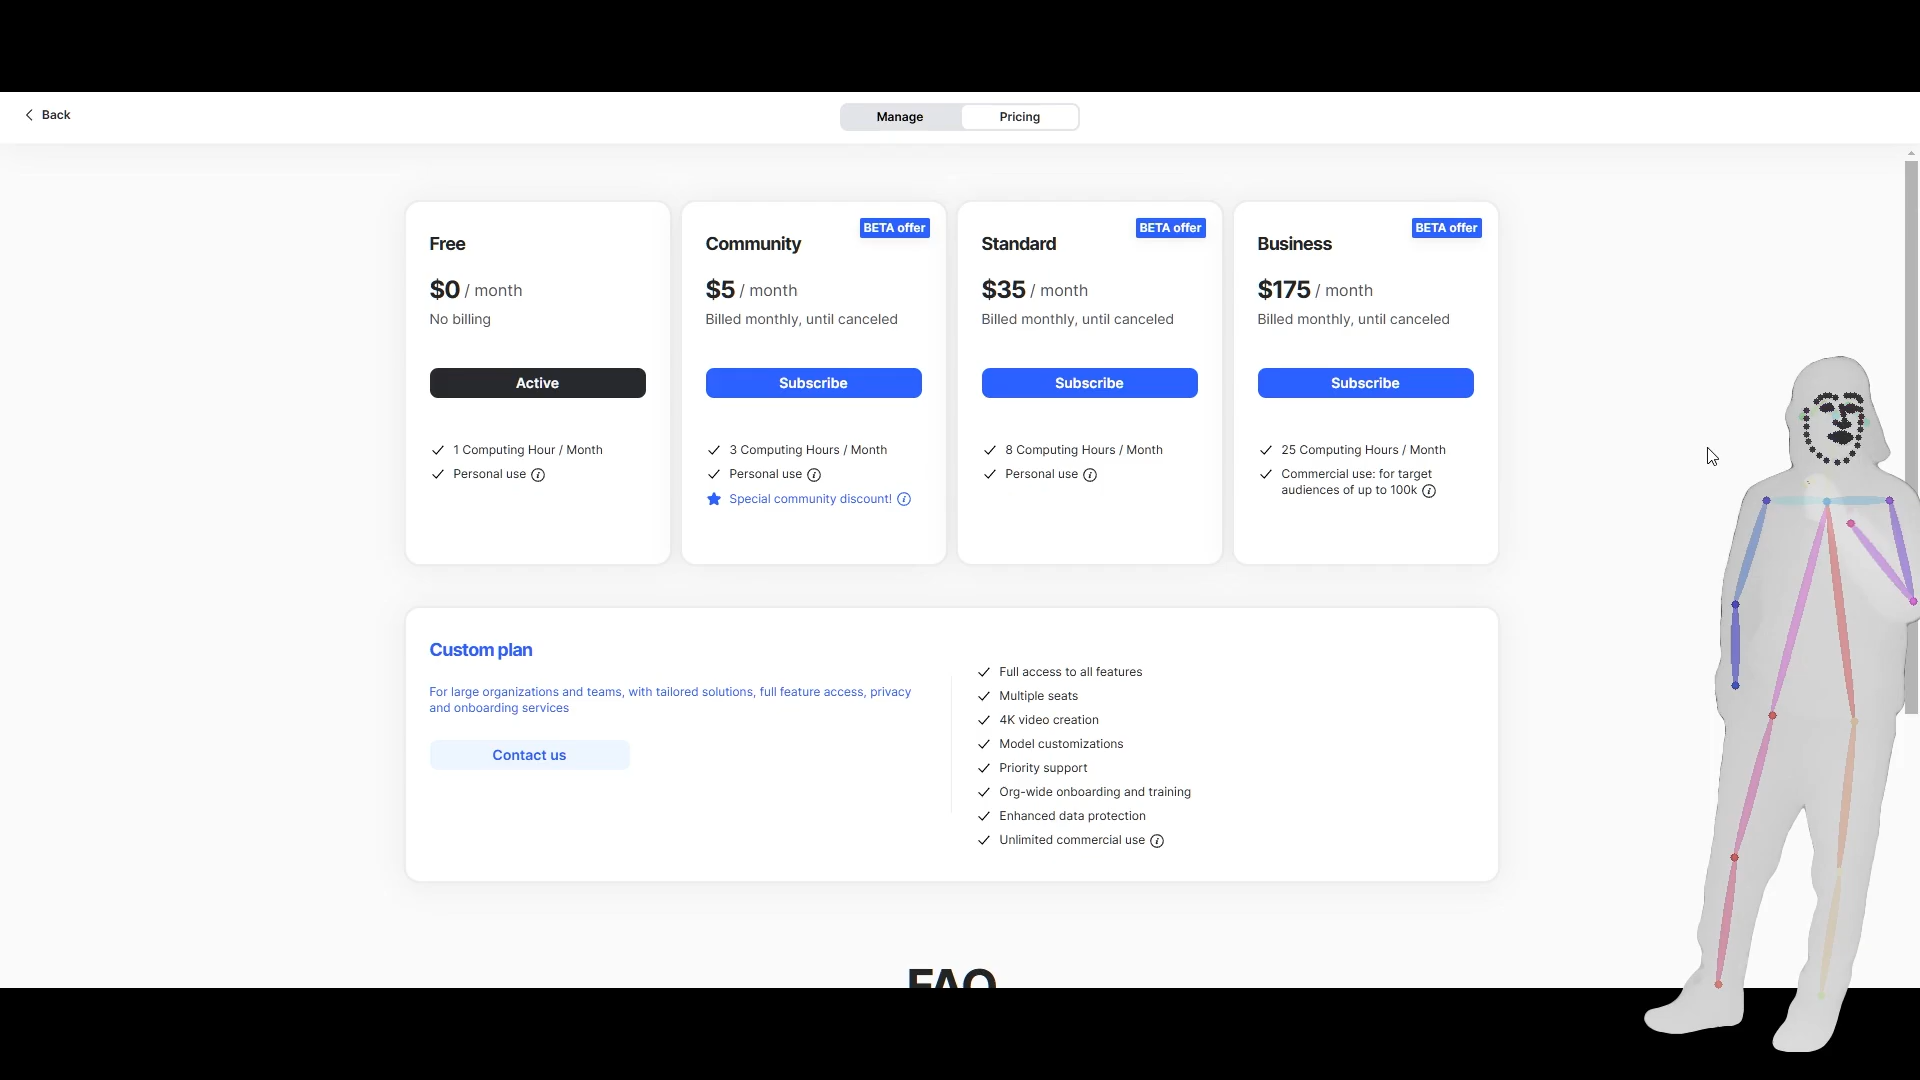 Back
Manage
Pricing
Free
$0 / month
No billing
Active
1 Computing Hour / Month
Personal use
BETA offer
Community
$5 / month
Billed monthly, until canceled
Subscribe
3 Computing Hours / Month
Personal use
Special community discount!
BETA offer
Standard
$35 / month
Billed monthly, until canceled
Subscribe
8 Computing Hours / Month
Personal use
BETA offer
Business
$175 / month
Billed monthly, until canceled
Subscribe
25 Computing Hours / Month
Commercial use: for target
audiences of up to 100k
Custom plan
For large organizations and teams, with tailored solutions, full feature access, privacy
and onboarding services
Contact us
Full access to all features
Multiple seats
4K video creation
Model customizations
Priority support
Org-wide onboarding and training
Enhanced data protection
Unlimited commercial use
FAQ